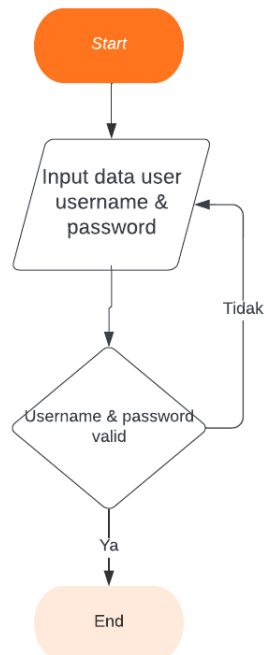 Start
Input data user
username &
password
Tidak
Username & password
valid
Ya
End